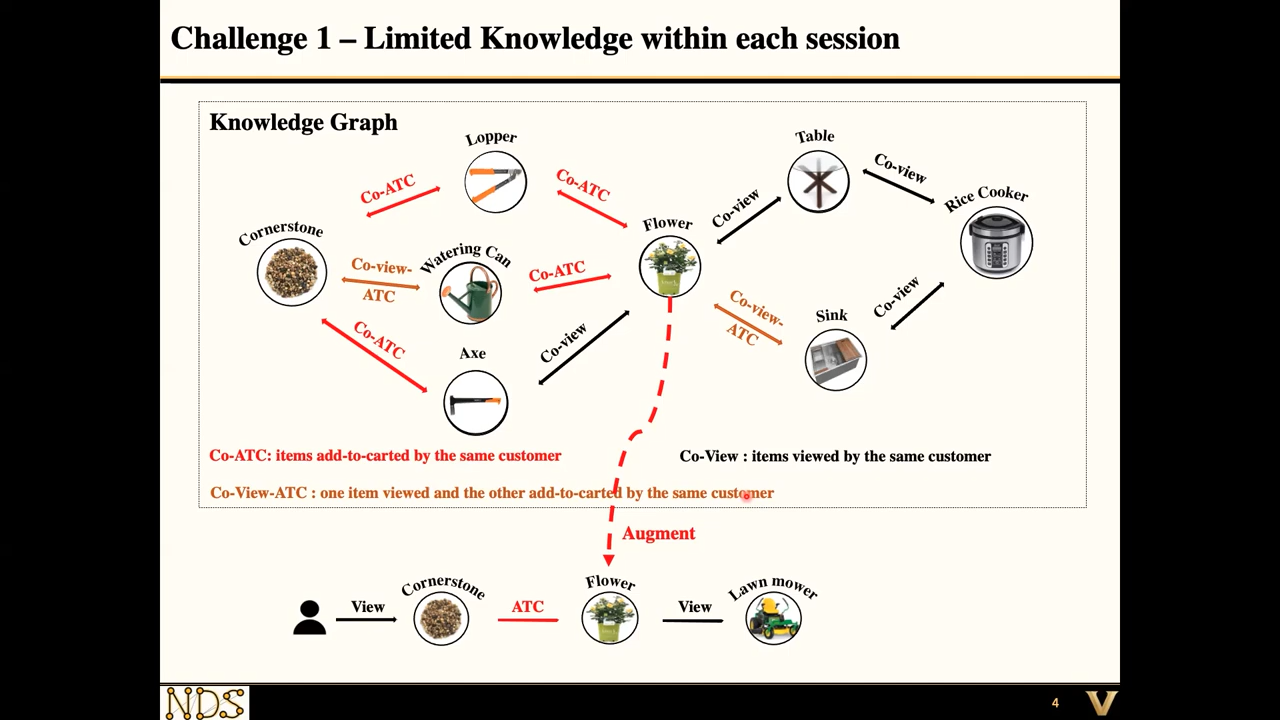 Challenge 1 – Limited Knowledge within each session
Knowledge Graph
Lopper
Table
Co-ATC
Co-ATC
Co-view
Co-view
Rice Cooker
Cornerstone
Flower
Watering Can
Co-view-
ATC
Co-ATC
Co-view-
ATC
Sink
Co-view
Co-ATC
Axe
Co-view
Co-ATC: items add-to-carted by the same customer
Co-View : items viewed by the same customer
Co-View-ATC : one item viewed and the other add-to-carted by the same customer
Augment
View
Cornerstone
ATC
Flower
View
Lawn mower
NDS
4
V